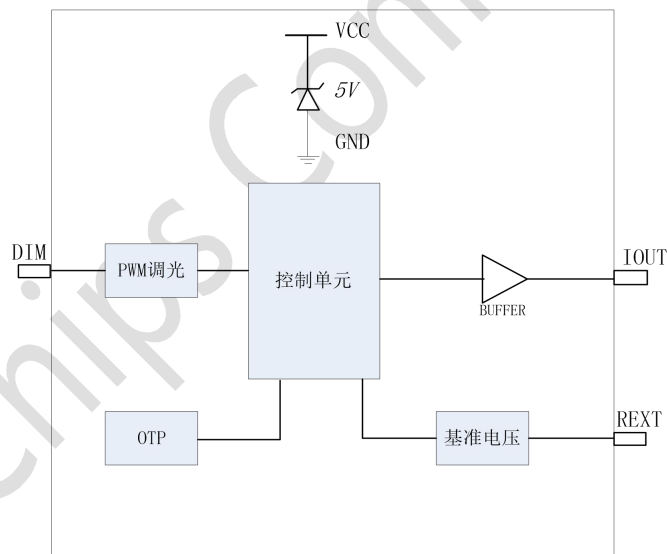 VCC
5V
GND
DIM
PWM调光
控制单元
IOUT
BUFFER
REXT
OTP
基准电压